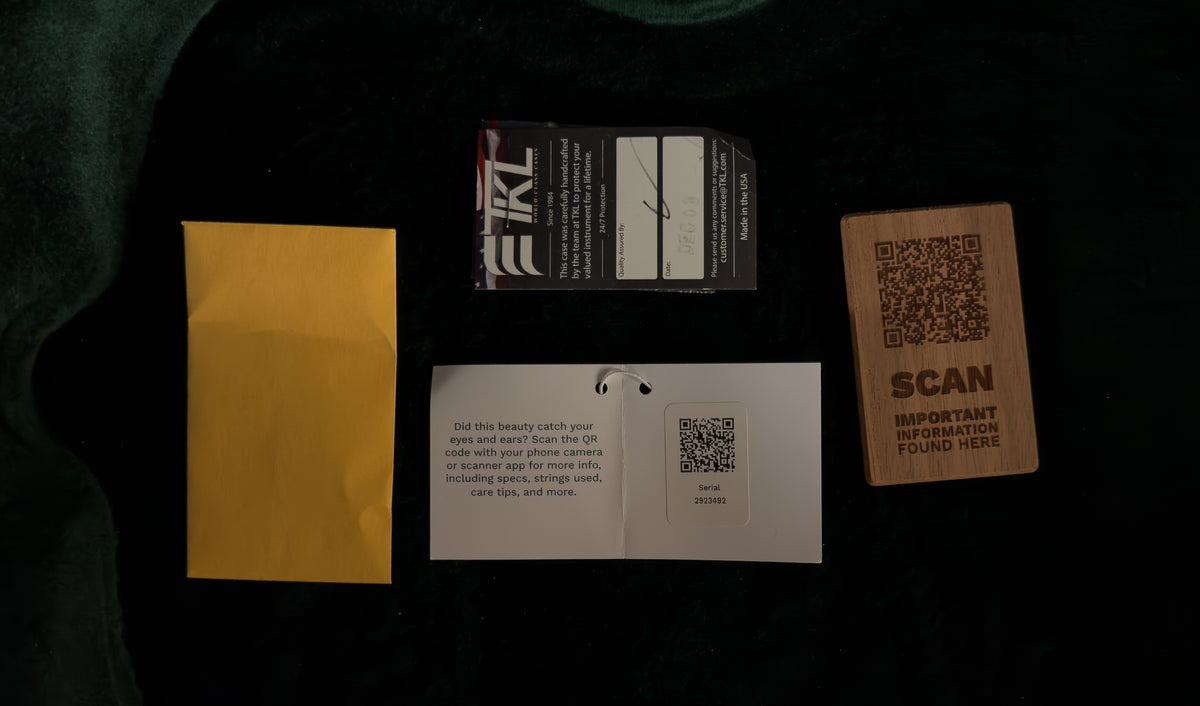 TKL
WORLD-CLASS CASES
Since 1984
This case was carefully handcrafted
by the team at TKL to protect your
valued instrument for a lifetime.
24/7 Protection
Quality Assured By:
Date:
Please send us any comments or suggestions:
customer.service@TKL.com
Made in the USA
Did this beauty catch your
eyes and ears? Scan the QR
code with your phone camera
or scanner app for more info,
including specs, strings used,
care tips, and more.
Serial
2923492
SCAN
IMPORTANT
INFORMATION
FOUND HERE